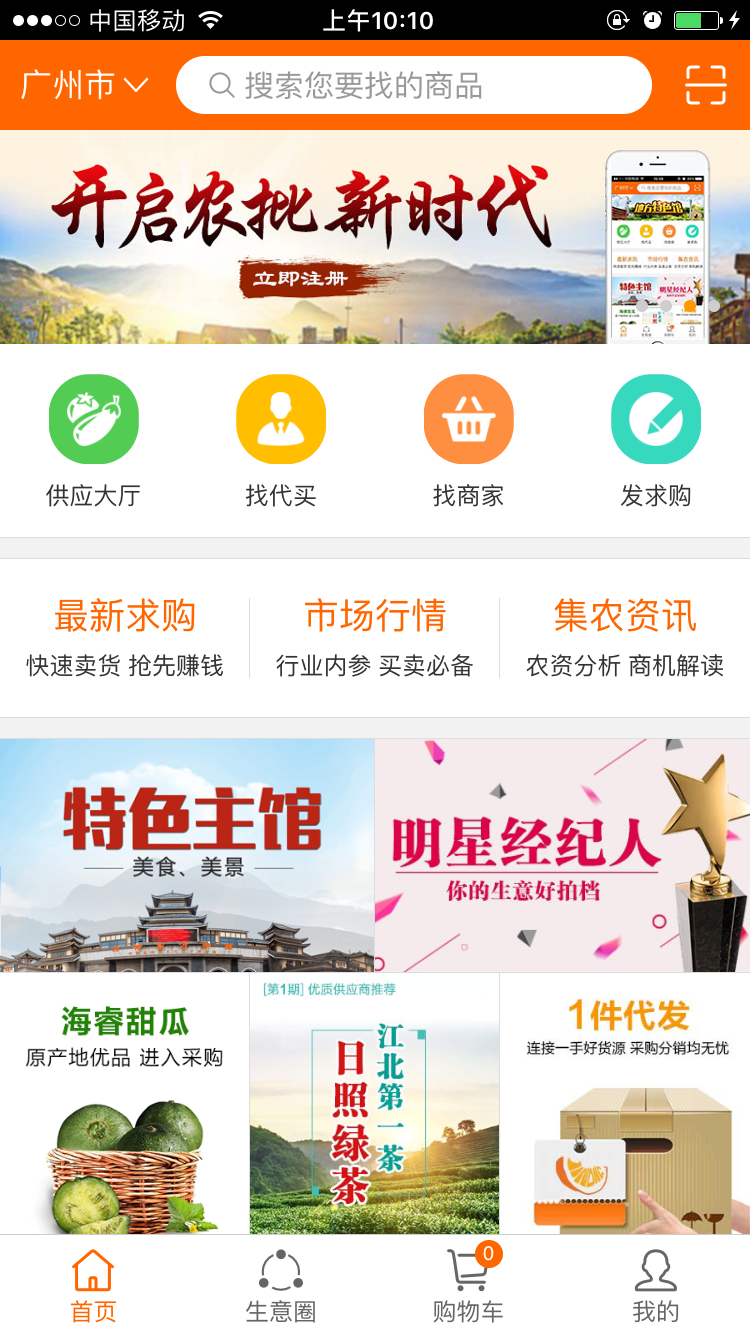 中国移动
上午10:10
广州市
搜索您要找的商品
开启农批 新时代
立即注册
地方特色馆
供应大厅
找代买
找商家
发求购
最新求购
市场行情
集农资讯
快速卖货 抢先赚钱
行业内参 买卖必备
农资分析 商机解读
特色主馆
美食、美景
明星经纪人
你的生意好拍档
海睿甜瓜
原产地优品 进入采购
[第1期] 优质供应商推荐
江北第一茶
日照绿茶
1件代发
连接一手好货源 采购分销均无忧
首页
生意圈
0
购物车
我的